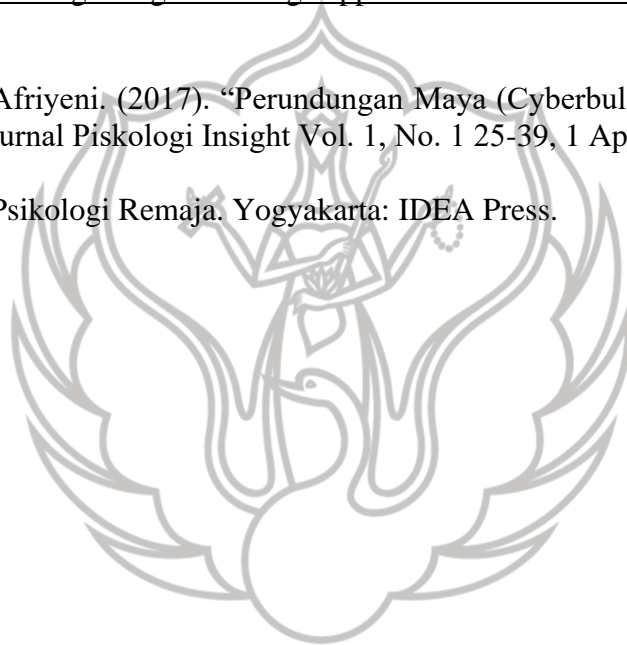 Afriyeni. (2017). “Perundungan Maya (Cyberbul
urnal Piskologi Insight Vol. 1, No. 1 25-39, 1 Ap
Psikologi Remaja. Yogyakarta: IDEA Press.